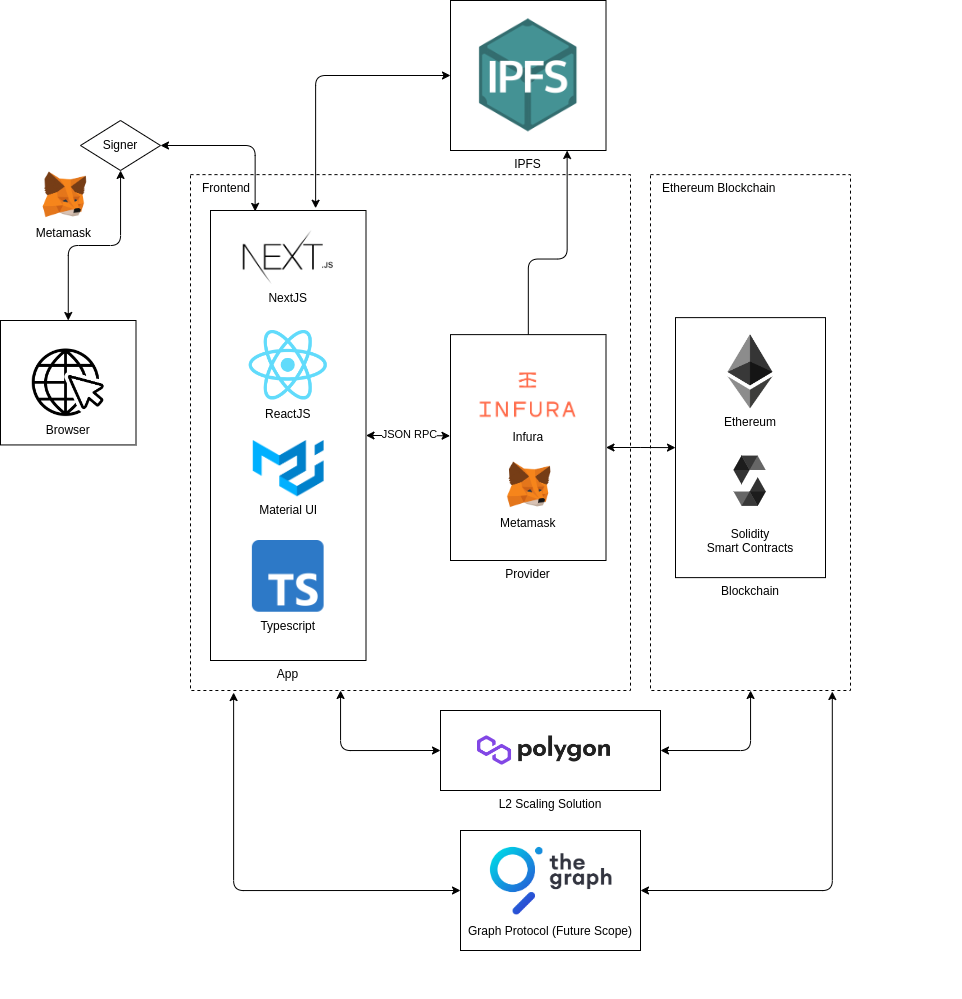 IPFS
IPFS
Signer
Metamask
Browser
Frontend
NEXT.JS
NextJS
ReactJS
Material UI
TS
Typescript
App
JSON RPC
INFURA
Infura
Metamask
Provider
Ethereum Blockchain
Ethereum
Solidity
Smart Contracts
Blockchain
polygon
L2 Scaling Solution
the
graph
Graph Protocol (Future Scope)